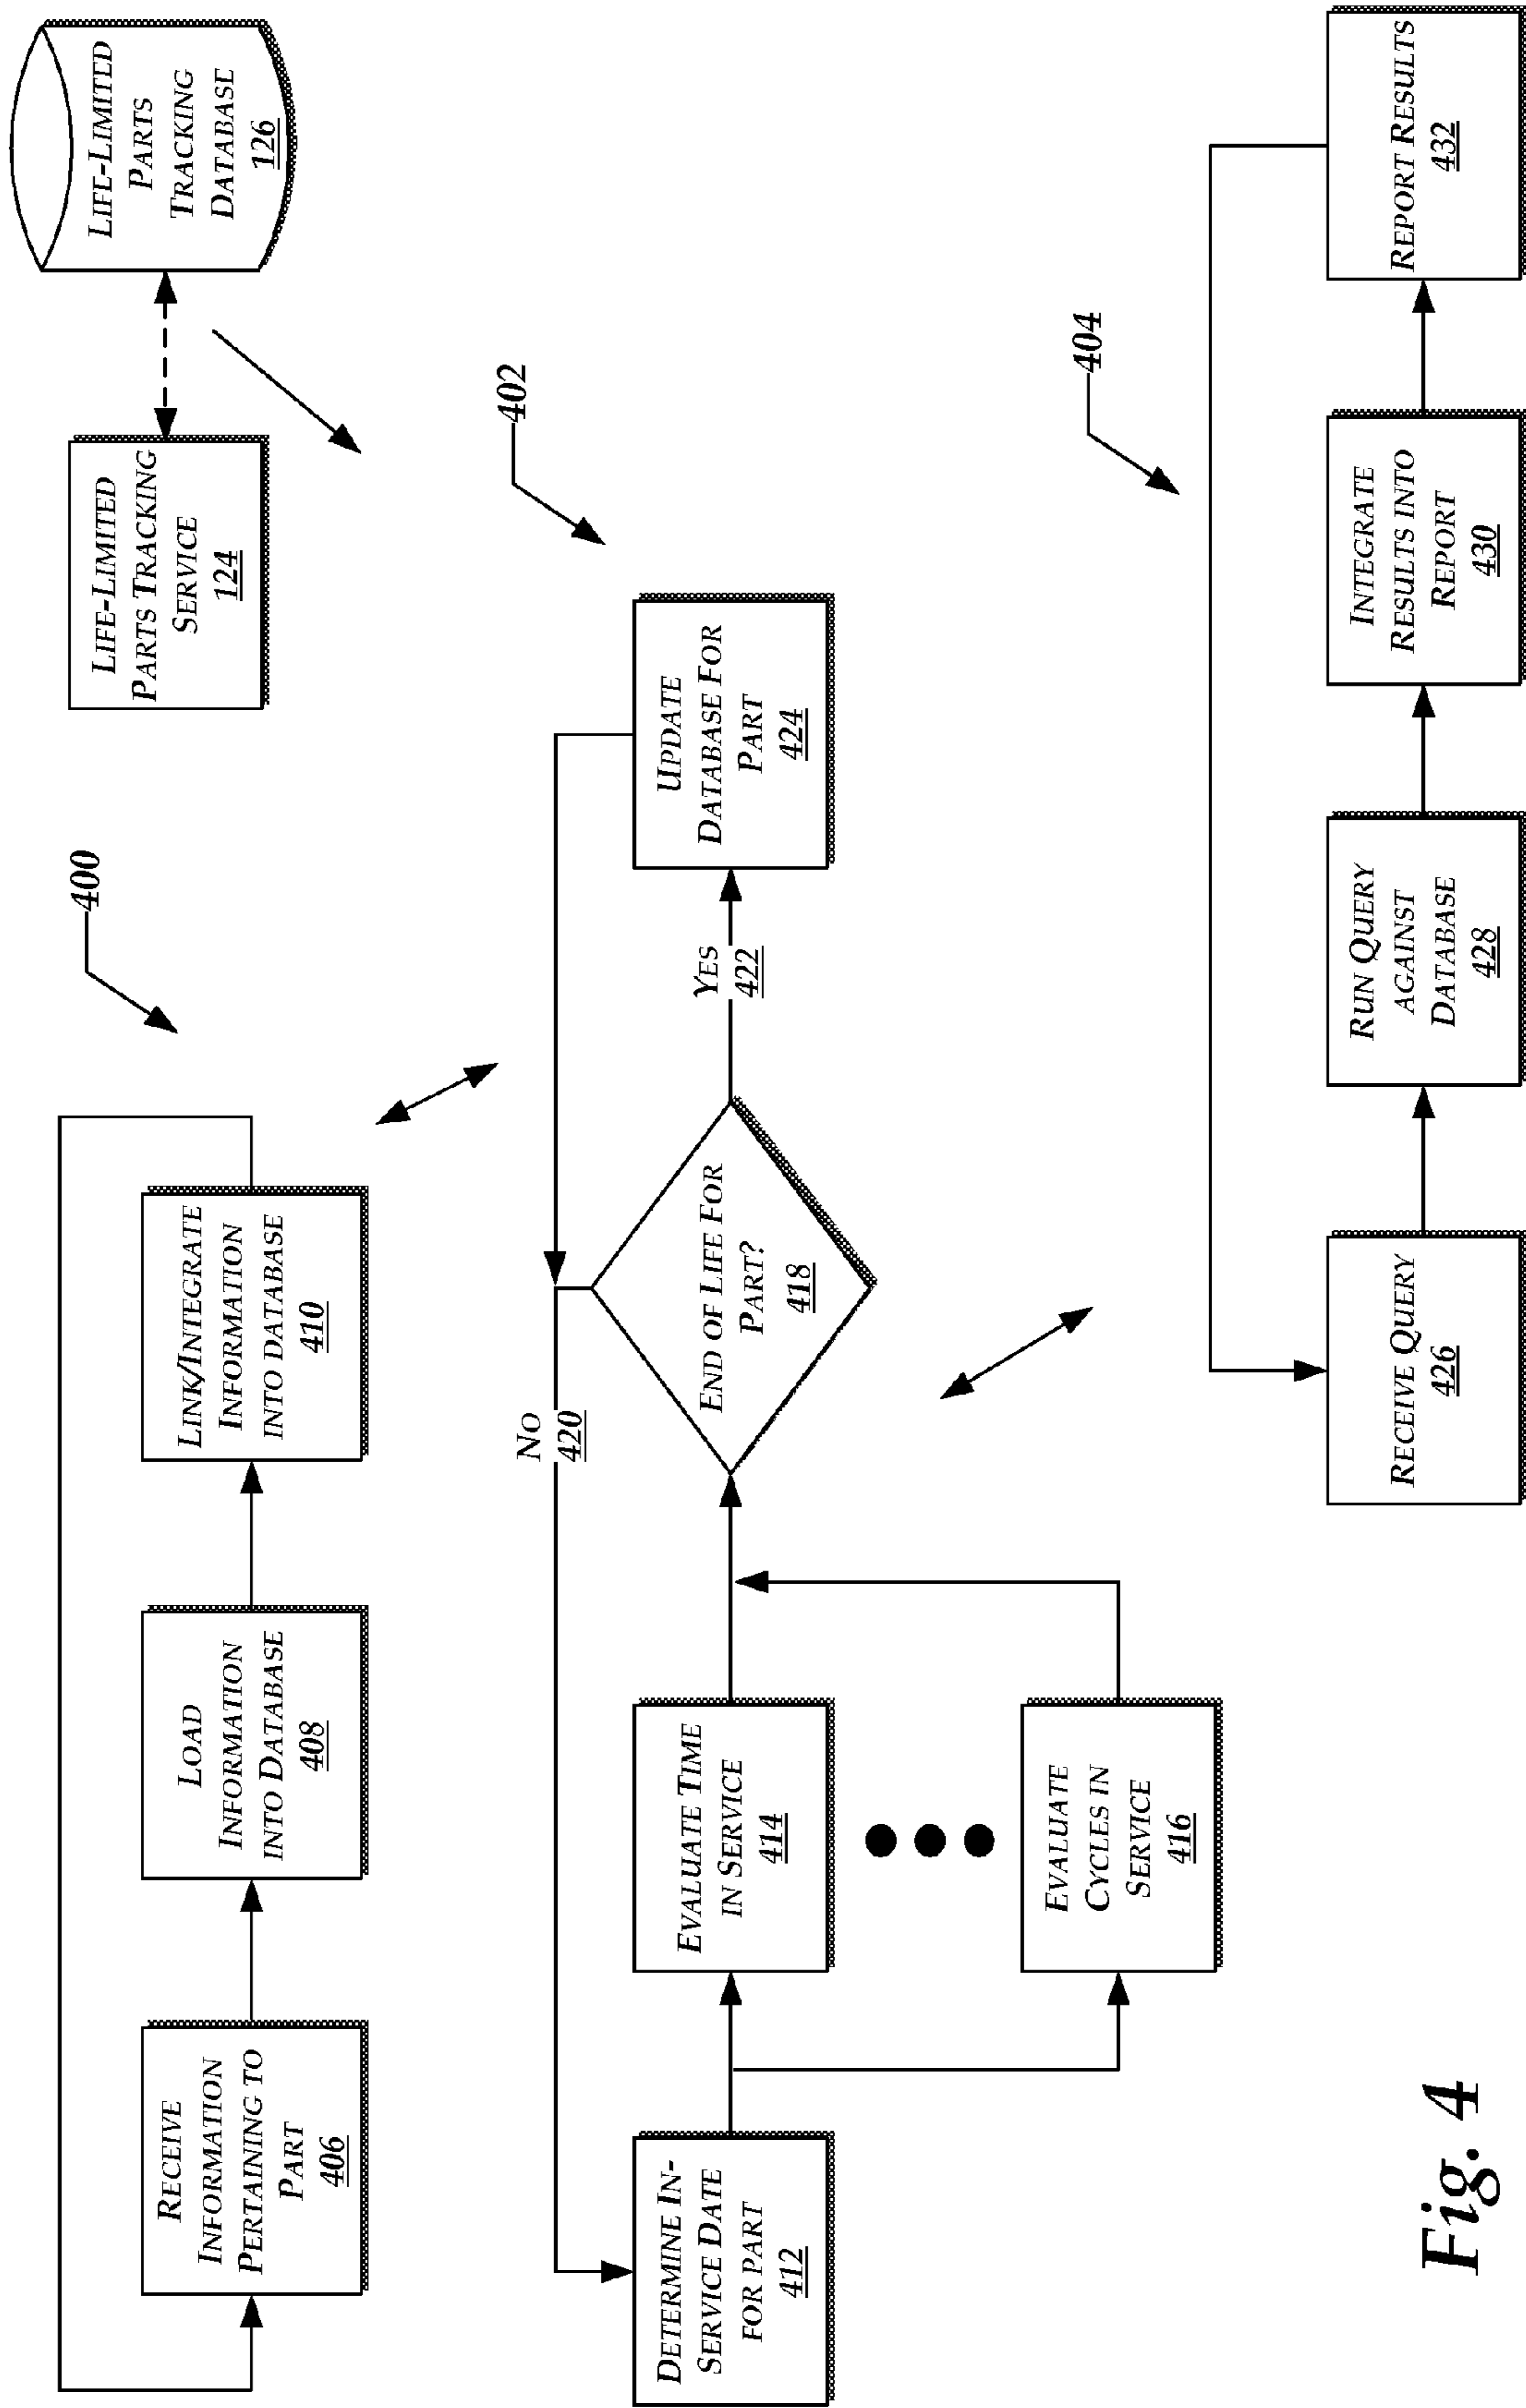 LIFE-LIMITED
PARTS TRACKING
SERVICE
124
LIFE-LIMITED
PARTS
TRACKING
DATABASE
126
400
RECEIVE
INFORMATION
PERTAINING TO
PART
406
LOAD
INFORMATION
INTO DATABASE
408
LINK/INTEGRATE
INFORMATION
INTO DATABASE
410
402
DETERMINE IN-
SERVICE DATE
FOR PART
412
EVALUATE TIME
IN SERVICE
414
EVALUATE
CYCLES IN
SERVICE
416
END OF LIFE FOR
PART?
418
NO
420
YES
422
UPDATE
DATABASE FOR
PART
424
404
RECEIVE QUERY
426
RUN QUERY
AGAINST
DATABASE
428
INTEGRATE
RESULTS INTO
REPORT
430
REPORT RESULTS
432
Fig. 4